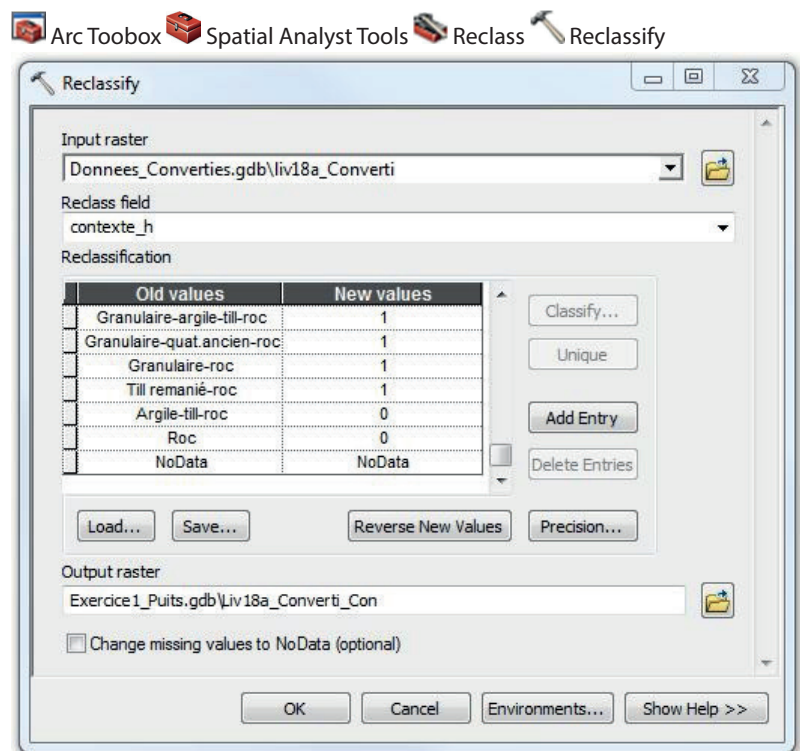 Arc Toobox Spatial Analyst Tools Reclass Reclassify
Reclassify
Input raster
Donnees_Converties.gdb\liv18a_Converti
Reclass field
contexte_h
Reclassification
Old values New values
Granulaire-argile-till-roc 1
Granulaire-quat.ancien-roc 1
Granulaire-roc 1
Till remanié-roc 1
Argile-till-roc 0
Roc 0
NoData NoData
Classify...
Unique
Add Entry
Delete Entries
Load... Save... Reverse New Values Precision...
Output raster
Exercice1_Puits.gdb\Liv18a_Converti_Con
Change missing values to NoData (optional)
OK Cancel Environments... Show Help >>